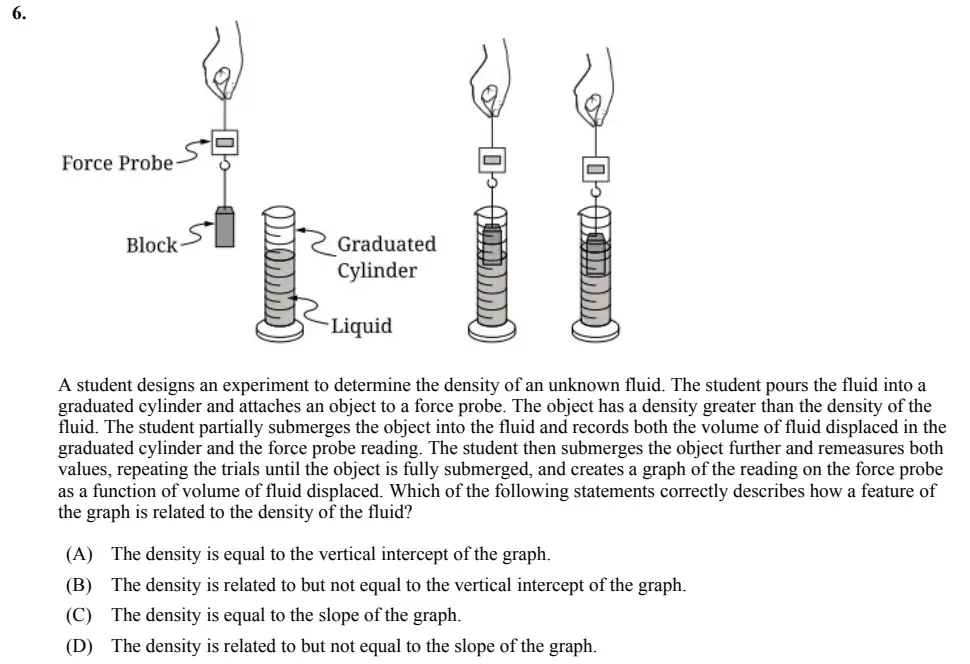 6.
Force Probe
Block
Graduated
Cylinder
Liquid
A student designs an experiment to determine the density of an unknown fluid. The student pours the fluid into a
graduated cylinder and attaches an object to a force probe. The object has a density greater than the density of the
fluid. The student partially submerges the object into the fluid and records both the volume of fluid displaced in the
graduated cylinder and the force probe reading. The student then submerges the object further and remeasures both
values, repeating the trials until the object is fully submerged, and creates a graph of the reading on the force probe
as a function of volume of fluid displaced. Which of the following statements correctly describes how a feature of
the graph is related to the density of the fluid?
(A) The density is equal to the vertical intercept of the graph.
(B) The density is related to but not equal to the vertical intercept of the graph.
(C) The density is equal to the slope of the graph.
(D) The density is related to but not equal to the slope of the graph.